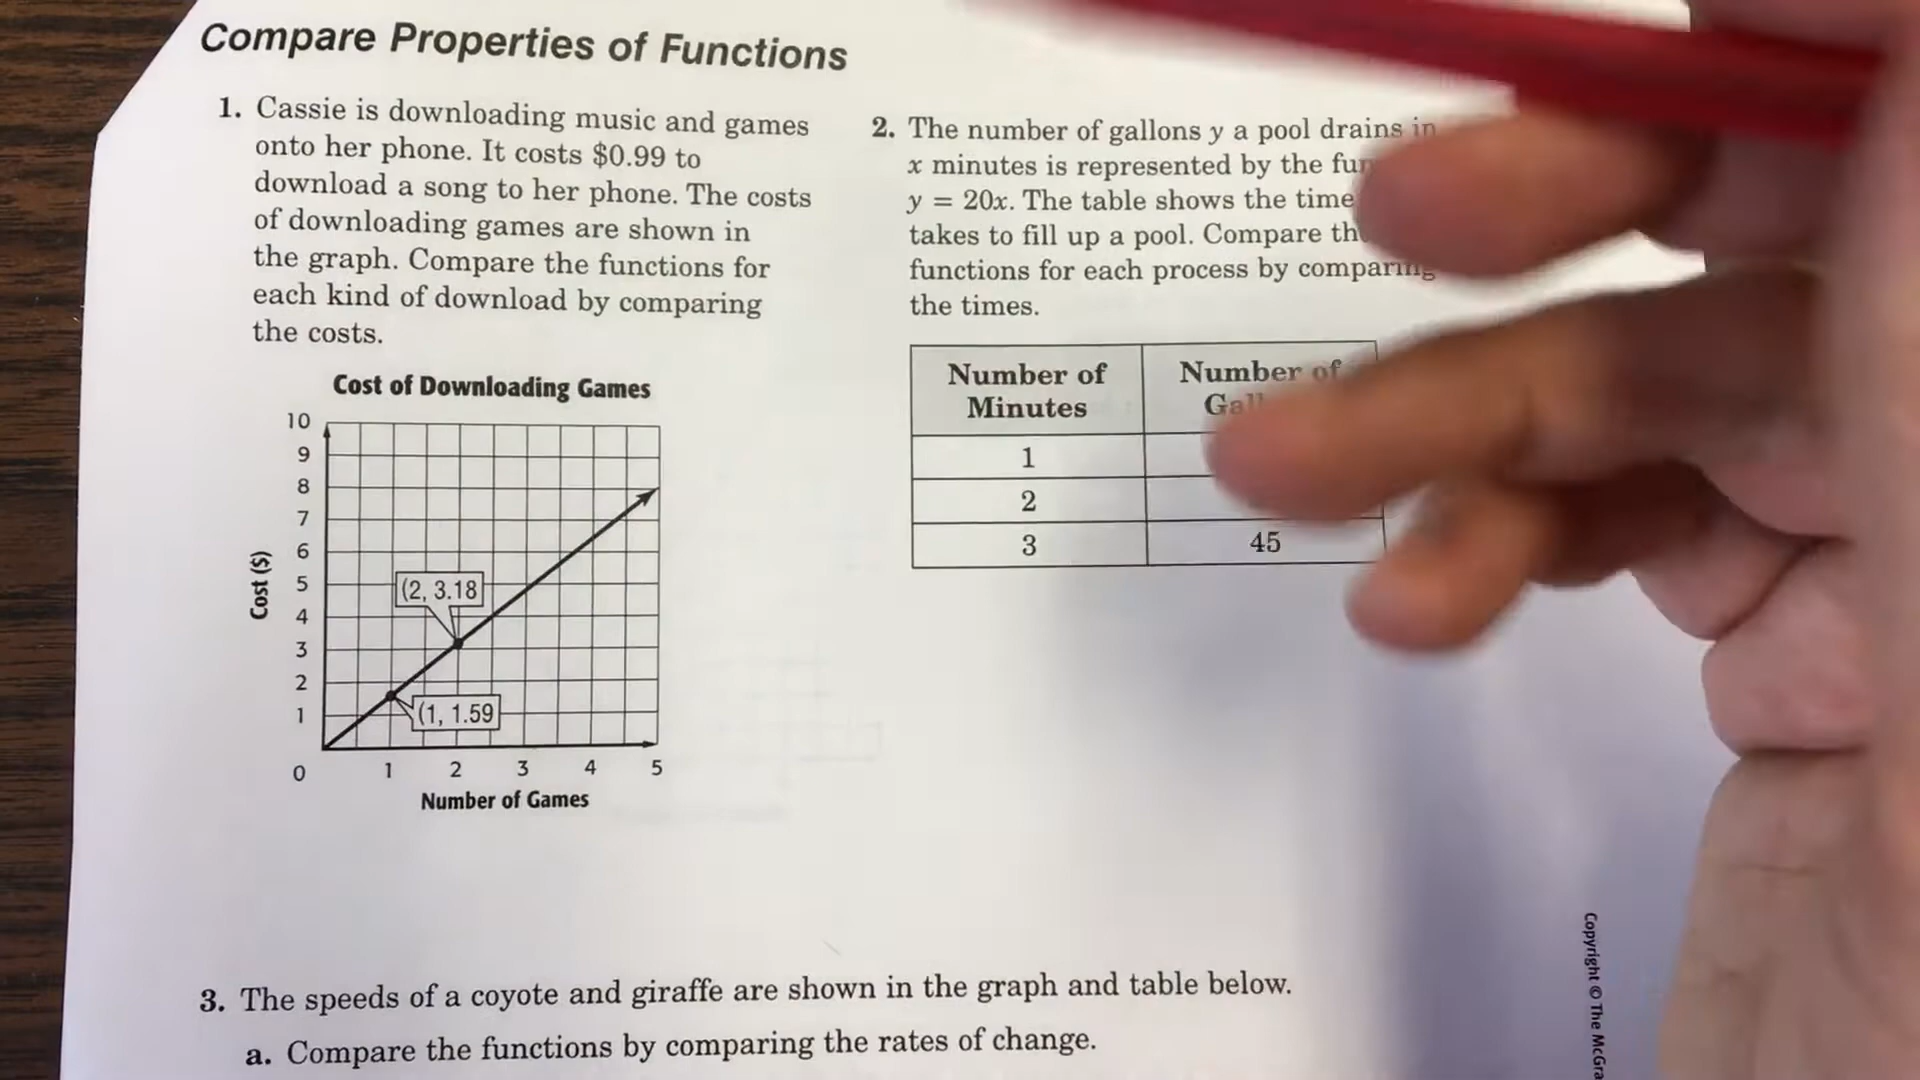 Compare Properties of Functions
1. Cassie is downloading music and games
onto her phone. It costs $0.99 to
download a song to her phone. The costs
of downloading games are shown in
the graph. Compare the functions for
each kind of download by comparing
the costs.
Cost of Downloading Games
10
9
8
7
6
5
4
3
2
1
0
Cost ($)
(2, 3.18
(1, 1.59
1 2 3 4 5
Number of Games
2. The number of gallons y a pool drains in
x minutes is represented by the
y = 20x. The table shows the time
takes to fill up a pool. Compare
functions for each process by comparing
the times.
Number of
Minutes
Number of
1
2
3 45
3. The speeds of a coyote and giraffe are shown in the graph and table below.
a. Compare the functions by comparing the rates of change.
Copyright © The